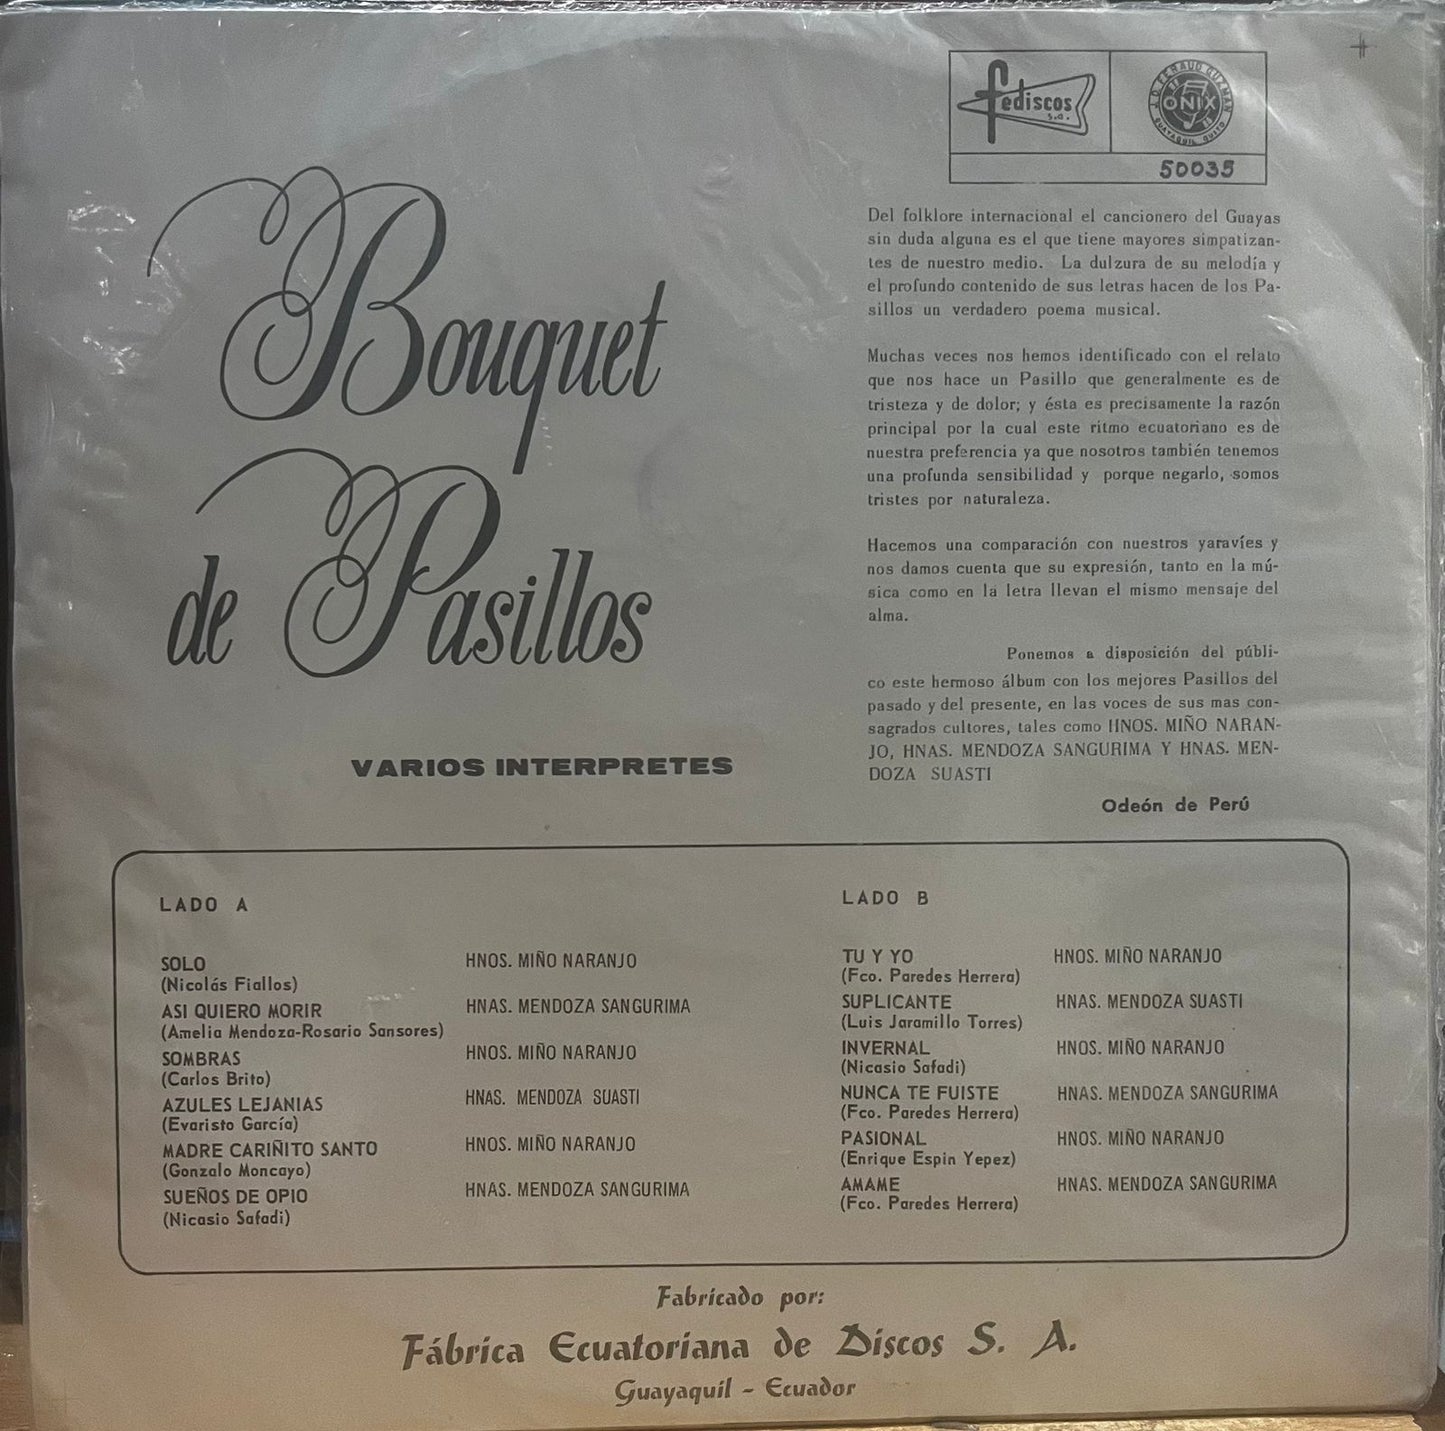 fediscos
S.A.
J. D. FERAUD GUZMAN
ONIX
GUAYAQUIL QUITO
50035
Bouquet
de Pasillos
VARIOS INTERPRETES
Del folklore internacional el cancionero del Guayas
sin duda alguna es el que tiene mayores simpatizan-
tes de nuestro medio. La dulzura de su melodía y
el profundo contenido de sus letras hacen de los Pa-
sillos un verdadero poema musical.
Muchas veces nos hemos identificado con el relato
que nos hace un Pasillo que generalmente es de
tristeza y de dolor; y ésta es precisamente la razón
principal por la cual este ritmo ecuatoriano es de
nuestra preferencia ya que nosotros también tenemos
una profunda sensibilidad y porque negarlo, somos
tristes por naturaleza.
Hacemos una comparación con nuestros yaravíes y
nos damos cuenta que su expresión, tanto en la mú-
sica como en la letra llevan el mismo mensaje del
alma.
Ponemos a disposición del públi-
co este hermoso álbum con los mejores Pasillos del
pasado y del presente, en las voces de sus mas con-
sagrados cultores, tales como HNOS. MIÑO NARAN-
JO, HNAS. MENDOZA SANGURIMA Y HNAS. MEN-
DOZA SUASTI
Odeón de Perú
LADO A
SOLO HNOS. MIÑO NARANJO
(Nicolás Fiallos)
ASI QUIERO MORIR HNAS. MENDOZA SANGURIMA
(Amelia Mendoza-Rosario Sansores)
SOMBRAS HNOS. MIÑO NARANJO
(Carlos Brito)
AZULES LEJANIAS HNAS. MENDOZA SUASTI
(Evaristo García)
MADRE CARIÑITO SANTO HNOS. MIÑO NARANJO
(Gonzalo Moncayo)
SUEÑOS DE OPIO HNAS. MENDOZA SANGURIMA
(Nicasio Safadi)
LADO B
TU Y YO HNOS. MIÑO NARANJO
(Fco. Paredes Herrera)
SUPLICANTE HNAS. MENDOZA SUASTI
(Luis Jaramillo Torres)
INVERNAL HNOS. MIÑO NARANJO
(Nicasio Safadi)
NUNCA TE FUISTE HNAS. MENDOZA SANGURIMA
(Fco. Paredes Herrera)
PASIONAL HNOS. MIÑO NARANJO
(Enrique Espin Yepez)
AMAME HNAS. MENDOZA SANGURIMA
(Fco. Paredes Herrera)
Fabricado por:
Fábrica Ecuatoriana de Discos S. A.
Guayaquil - Ecuador